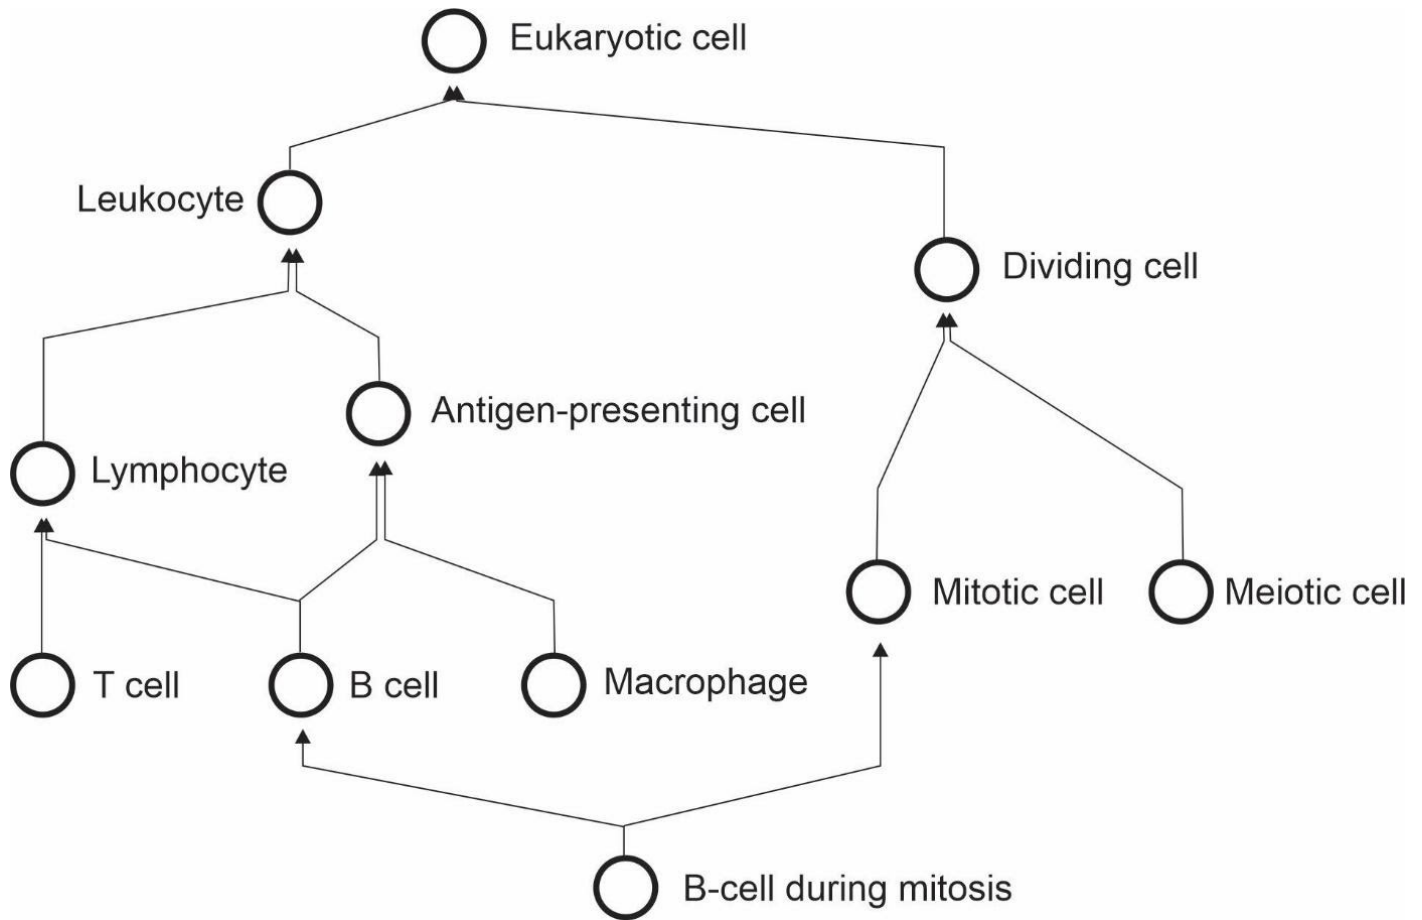 Eukaryotic cell
Leukocyte
Dividing cell
Antigen-presenting cell
Lymphocyte
Mitotic cell
Meiotic cell
T cell
B cell
Macrophage
B-cell during mitosis